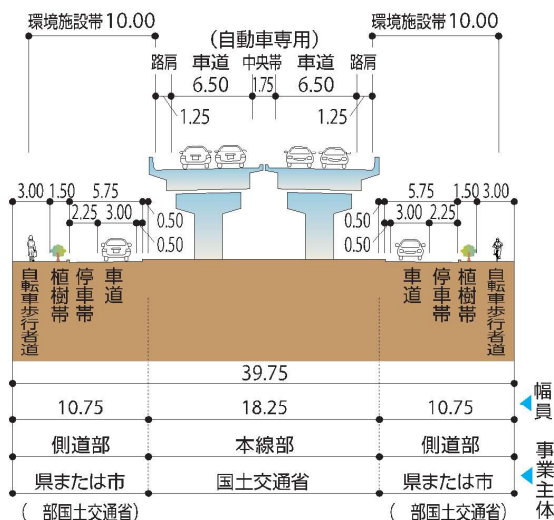 環境施設帯10.00
環境施設帯10.00
(自動車専用)
路肩 車道 中央帯 車道 路肩
6.50 1.75 6.50
1.25 1.25
3.00 1.50 5.75
5.75 1.50 3.00
2.25 3.00 0.50
0.50
0.50 3.00 2.25
0.50
自転車歩行者道
植樹帯
停車帯
車道
車道
停車帯
植樹帯
自転車歩行者道
39.75
10.75 18.25 10.75
幅員
側道部 本線部 側道部
県または市 国土交通省 県または市
事業主体
( 部国土交通省) ( 部国土交通省)